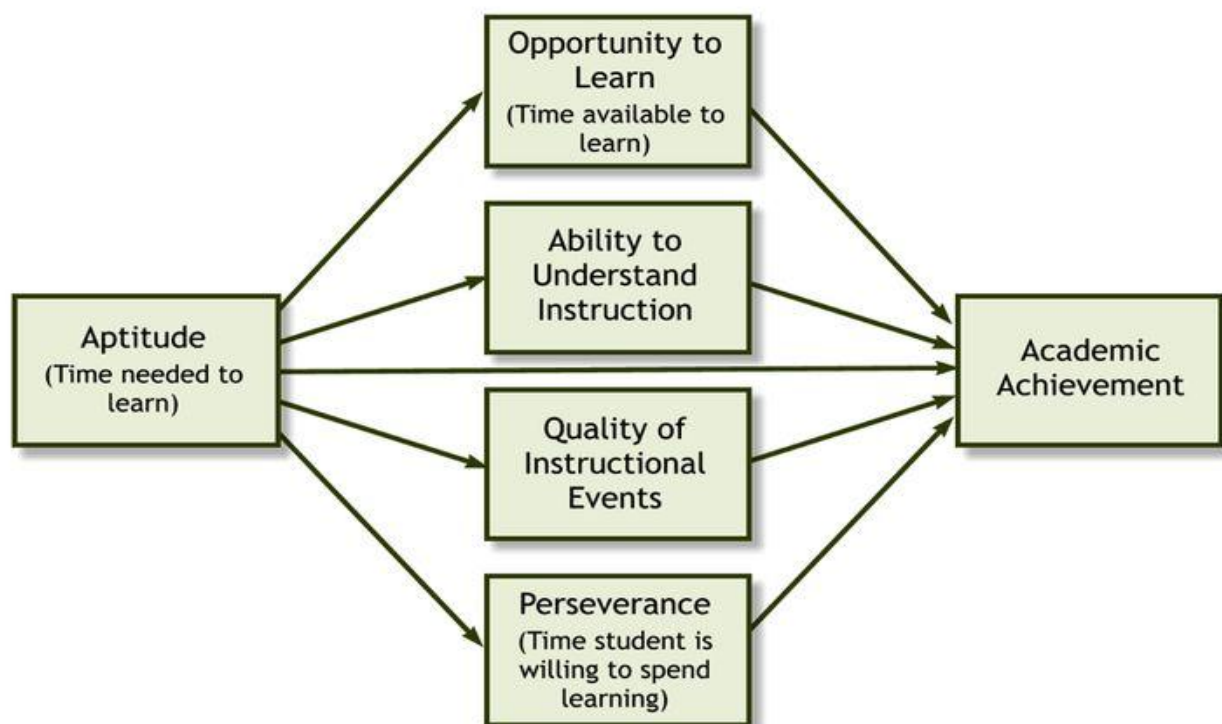 Opportunity to
Learn
(Time available to
learn)
Ability to
Understand
Instruction
Aptitude
(Time needed to
learn)
Academic
Achievement
Quality of
Instructional
Events
Perseverance
(Time student is
willing to spend
learning)